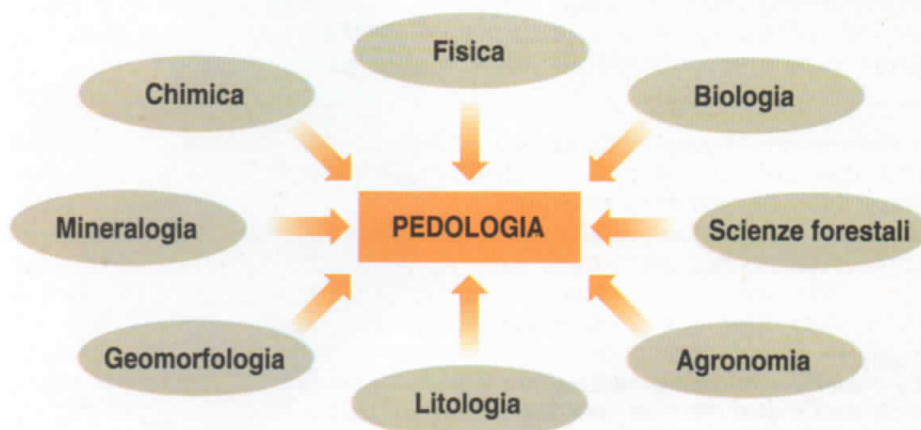 Fisica
Chimica
Biologia
Mineralogia
PEDOLOGIA
Scienze forestali
Geomorfologia
Agronomia
Litologia